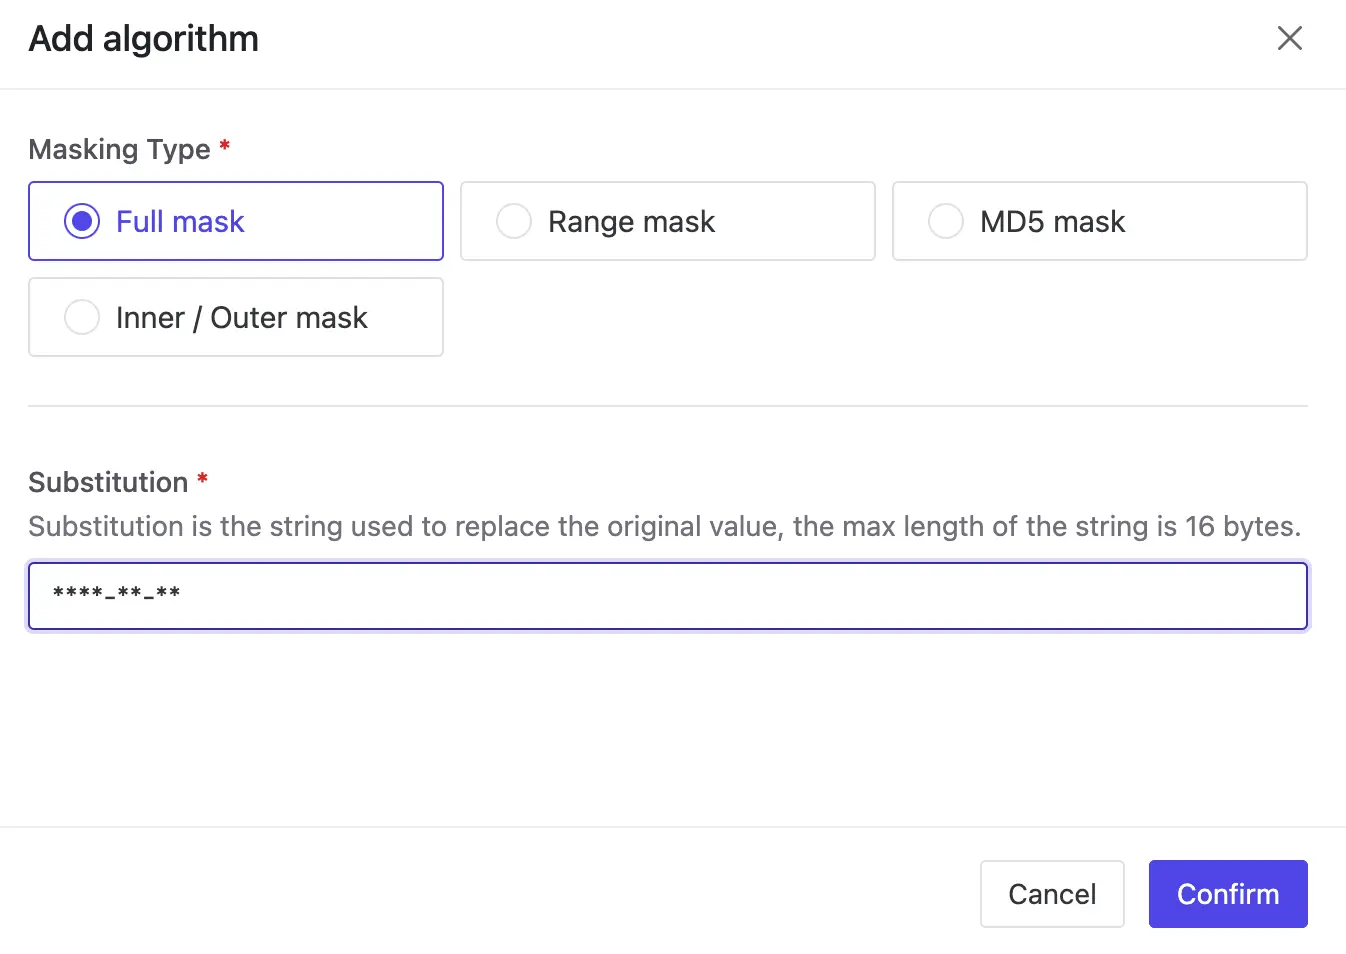 Add algorithm
Masking Type *
Full mask
Range mask
MD5 mask
Inner / Outer mask
Substitution *
Substitution is the string used to replace the original value, the max length of the string is 16 bytes.
****-**-**
Cancel
Confirm